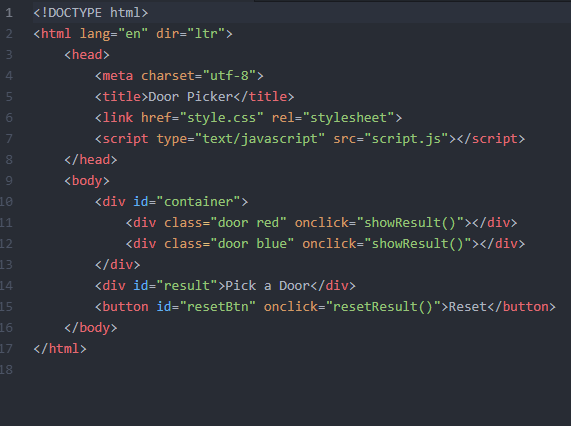 1 <!DOCTYPE html>
2 <html lang="en" dir="ltr">
3     <head>
4         <meta charset="utf-8">
5         <title>Door Picker</title>
6         <link href="style.css" rel="stylesheet">
7         <script type="text/javascript" src="script.js"></script>
8     </head>
9     <body>
10         <div id="container">
11             <div class="door red" onclick="showResult()"></div>
12             <div class="door blue" onclick="showResult()"></div>
13         </div>
14         <div id="result">Pick a Door</div>
15         <button id="resetBtn" onclick="resetResult()">Reset</button>
16     </body>
17 </html>
18